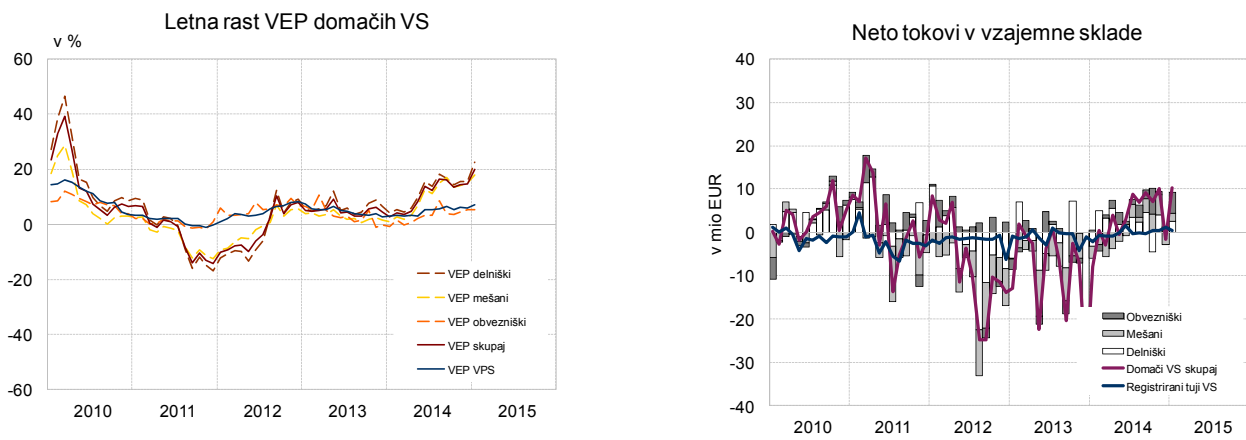 Letna rast VEP domačih VS
v %
60
40
20
0
-20
-40
-60
VEP delniški
VEP mešani
VEP obvezniški
VEP skupaj
VEP VPS
2010 2011 2012 2013 2014 2015
Neto tokovi v vzajemne sklade
v mio EUR
40
30
20
10
0
-10
-20
-30
-40
Obvezniški
Mešani
Delniški
Domači VS skupaj
Registrirani tuji VS
2010 2011 2012 2013 2014 2015